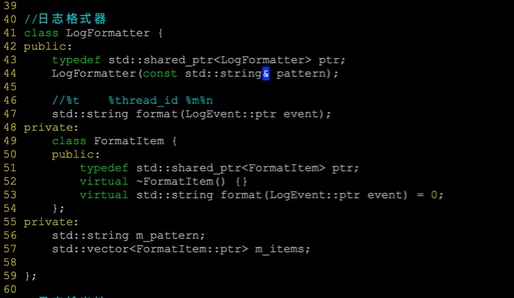 39
40 //日志格式器
41 class LogFormatter {
42 public:
43     typedef std::shared_ptr<LogFormatter> ptr;
44     LogFormatter(const std::string& pattern);
45
46     //%t    %thread_id %m%n
47     std::string format(LogEvent::ptr event);
48 private:
49     class FormatItem {
50     public:
51         typedef std::shared_ptr<FormatItem> ptr;
52         virtual ~FormatItem() {}
53         virtual std::string format(LogEvent::ptr event) = 0;
54     };
55 private:
56     std::string m_pattern;
57     std::vector<FormatItem::ptr> m_items;
58
59 };
60